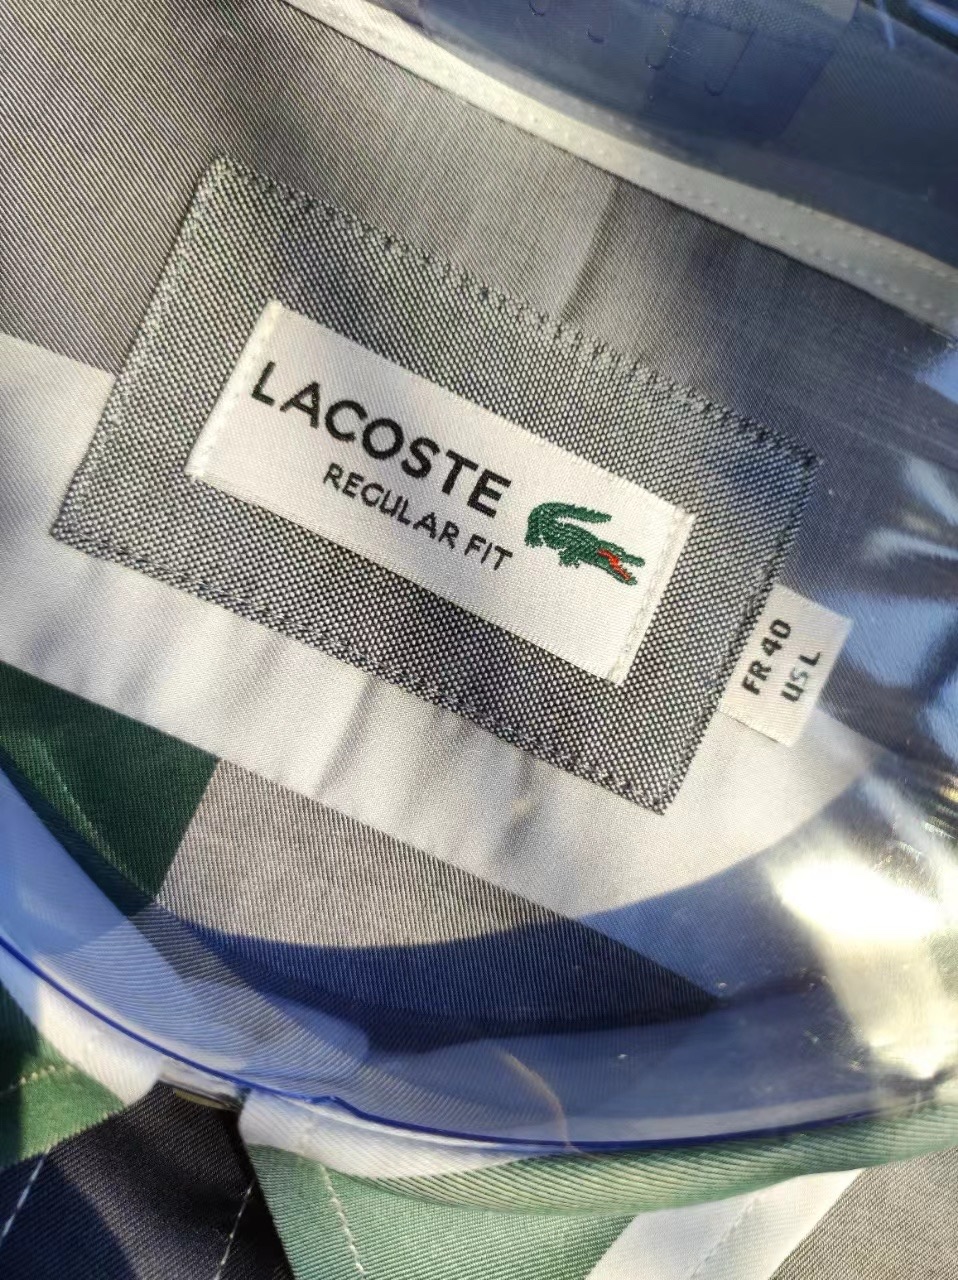 LACOSTE
REGULAR FIT
FR 40
US L